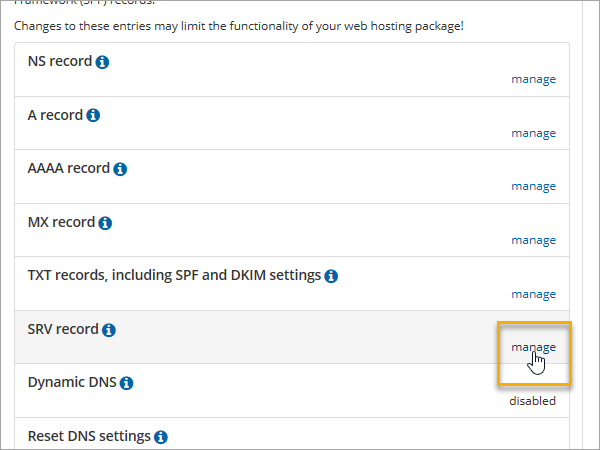 Framework (SPF) records.
Changes to these entries may limit the functionality of your web hosting package!
NS record
manage
A record
manage
AAAA record
manage
MX record
manage
TXT records, including SPF and DKIM settings
manage
SRV record
manage
Dynamic DNS
disabled
Reset DNS settings